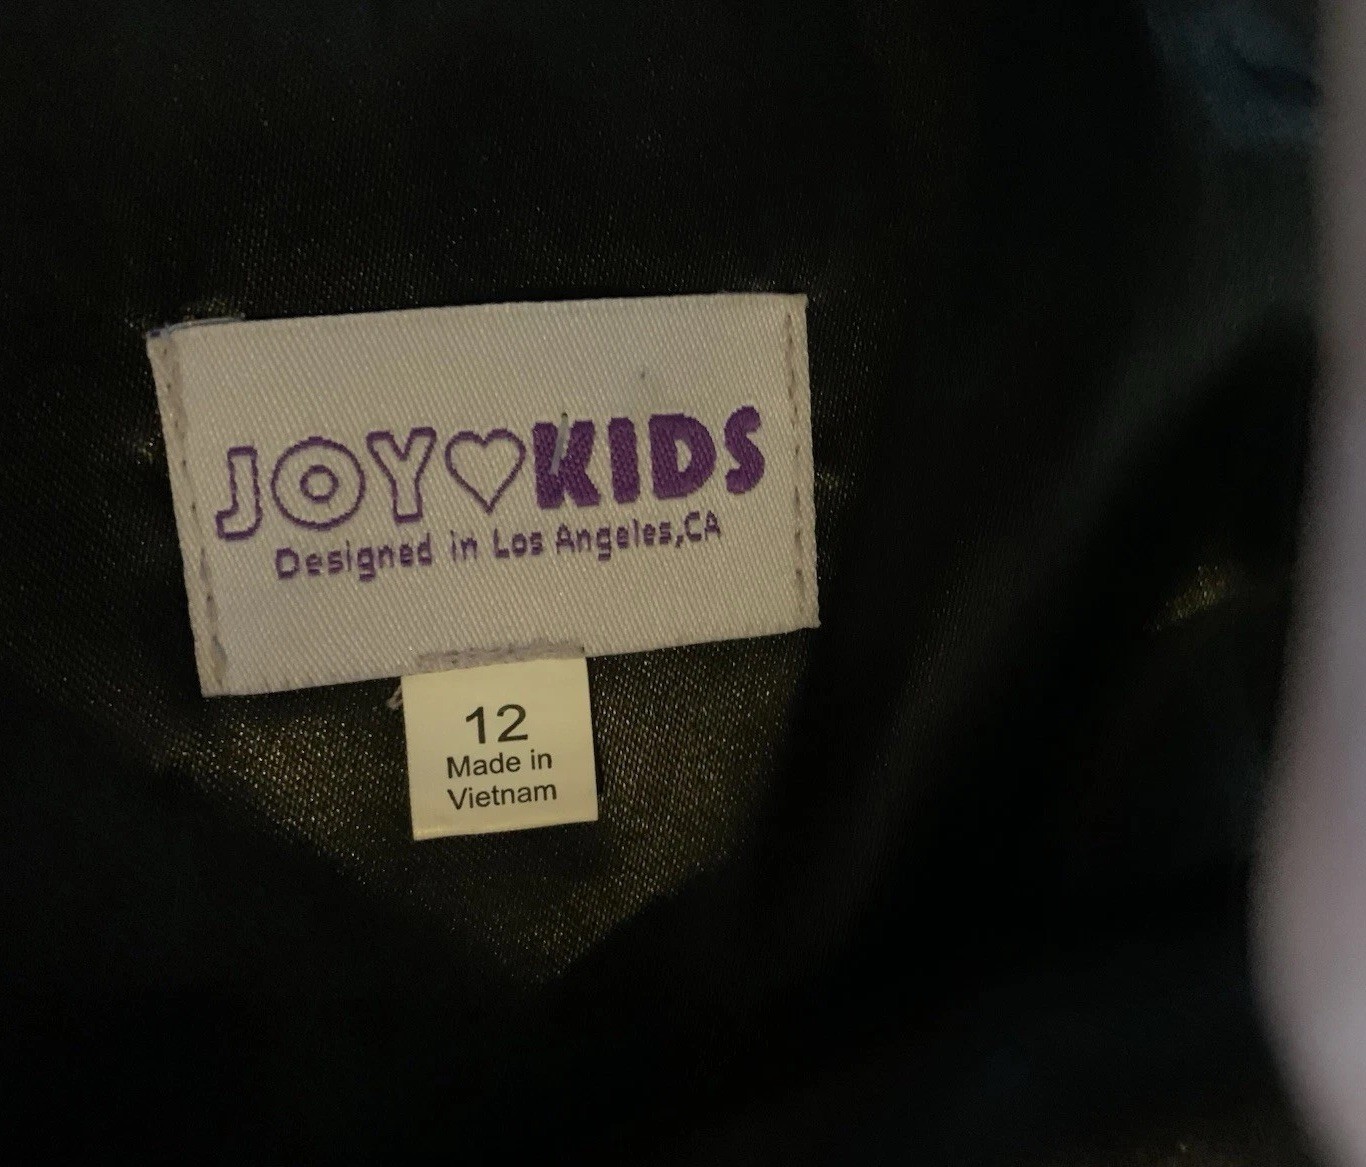 JOY♡KIDS
Designed in Los Angeles,CA
12
Made in
Vietnam